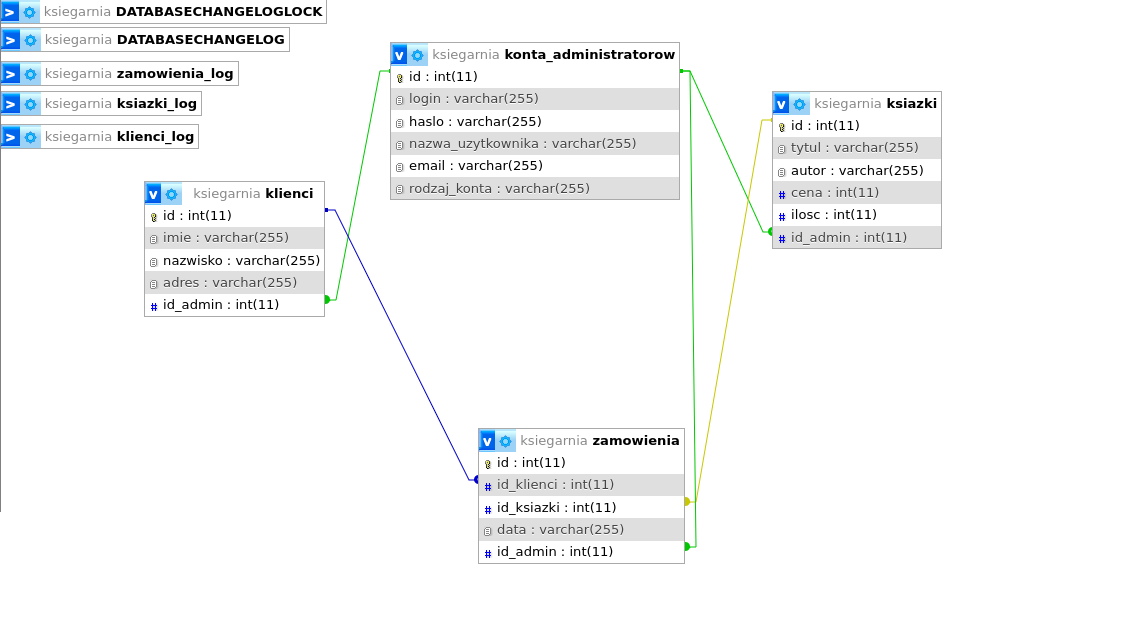 ksiegarnia DATABASECHANGELOGLOCK
ksiegarnia DATABASECHANGELOG
ksiegarnia zamowienia_log
ksiegarnia ksiazki_log
ksiegarnia klienci_log
v ksiegarnia konta_administratorow
id : int(11)
login : varchar(255)
haslo : varchar(255)
nazwa_uzytkownika : varchar(255)
email : varchar(255)
rodzaj_konta : varchar(255)
v ksiegarnia ksiazki
id : int(11)
tytul : varchar(255)
autor : varchar(255)
# cena : int(11)
# ilosc : int(11)
# id_admin : int(11)
v ksiegarnia klienci
id : int(11)
imie : varchar(255)
nazwisko : varchar(255)
adres : varchar(255)
# id_admin : int(11)
v ksiegarnia zamowienia
id : int(11)
# id_klienci : int(11)
# id_ksiazki : int(11)
data : varchar(255)
# id_admin : int(11)